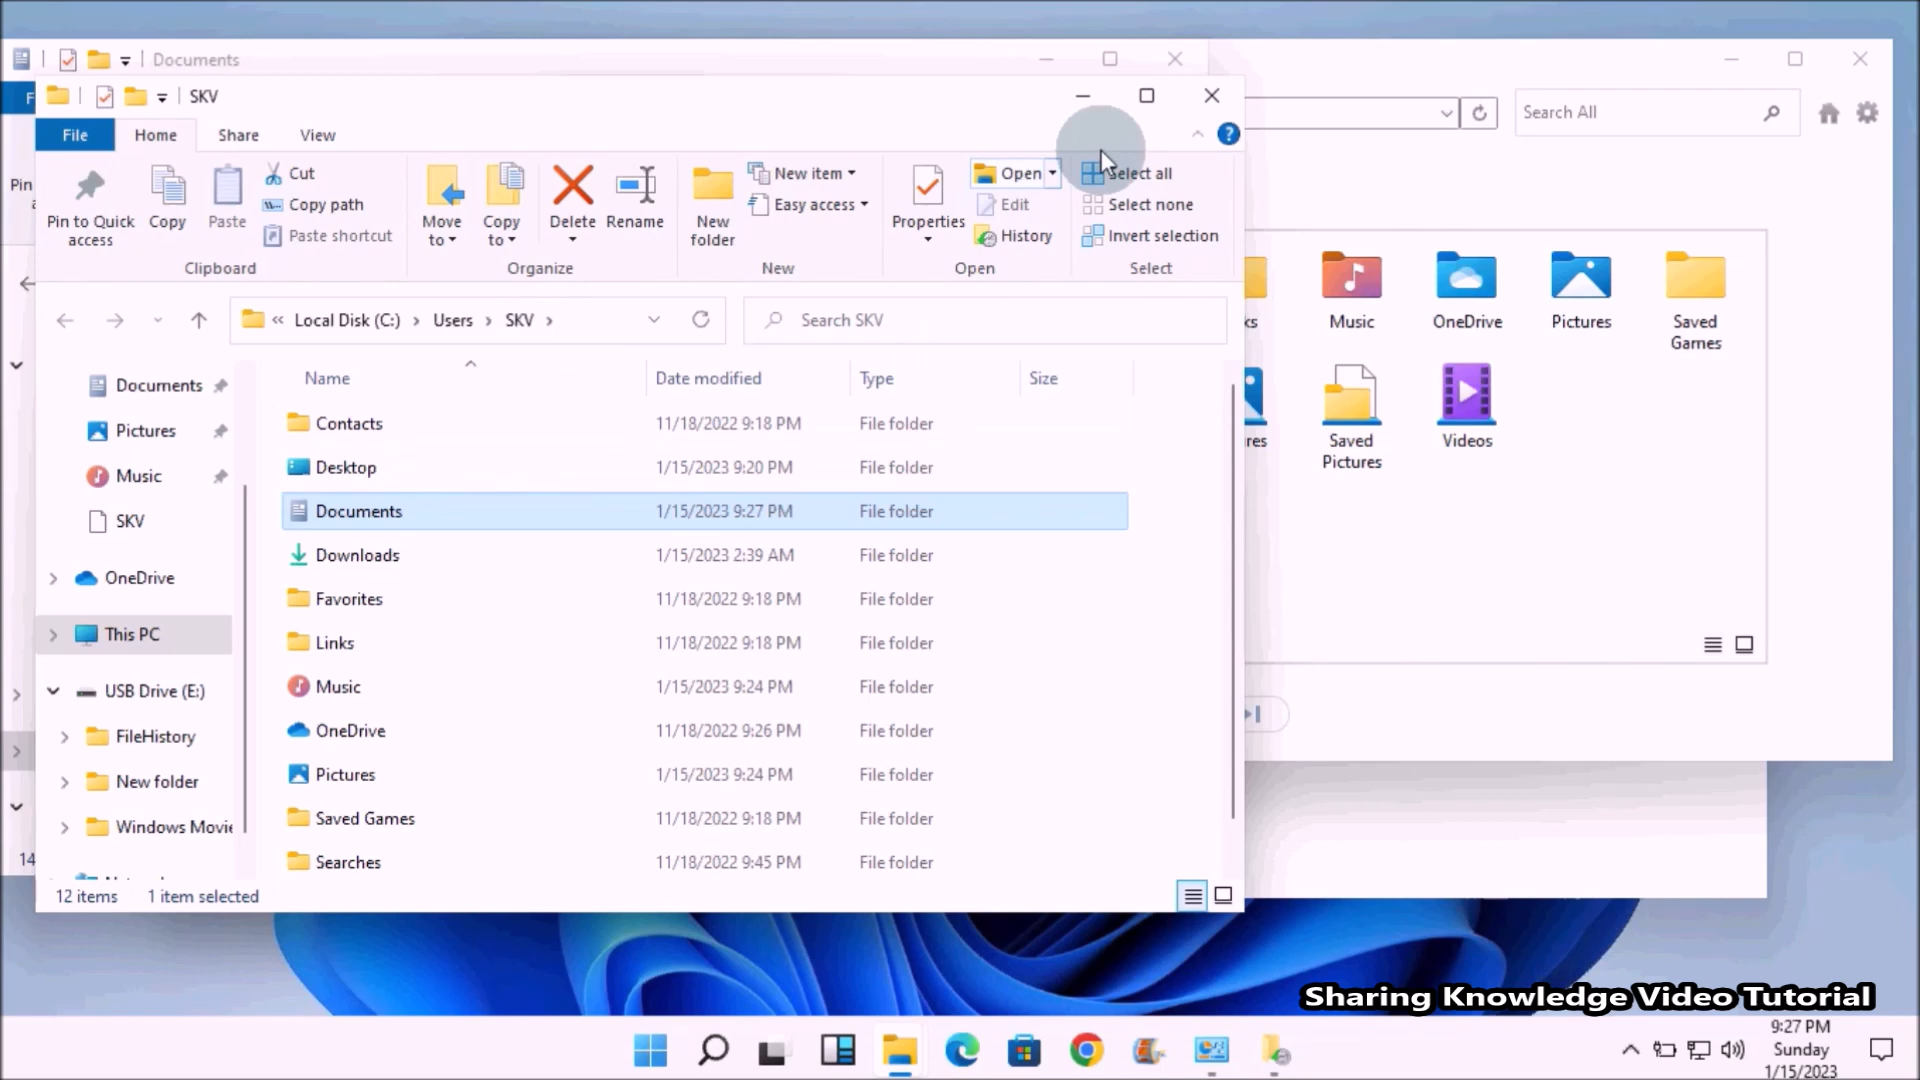 Documents
SKV
File Home Share View
Pin to Quick access
Copy
Paste
Cut
Copy path
Paste shortcut
Clipboard
Move to
Copy to
Delete
Rename
Organize
New folder
New item
Easy access
New
Properties
Open
Edit
History
Open
Select all
Select none
Invert selection
Select
Search All
« Local Disk (C:) › Users › SKV ›
Search SKV
Documents
Pictures
Music
SKV
OneDrive
This PC
USB Drive (E:)
FileHistory
New folder
Windows Movie
Name Date modified Type Size
Contacts 11/18/2022 9:18 PM File folder
Desktop 1/15/2023 9:20 PM File folder
Documents 1/15/2023 9:27 PM File folder
Downloads 1/15/2023 2:39 AM File folder
Favorites 11/18/2022 9:18 PM File folder
Links 11/18/2022 9:18 PM File folder
Music 1/15/2023 9:24 PM File folder
OneDrive 11/18/2022 9:26 PM File folder
Pictures 1/15/2023 9:24 PM File folder
Saved Games 11/18/2022 9:18 PM File folder
Searches 11/18/2022 9:45 PM File folder
12 items 1 item selected
Music
OneDrive
Pictures
Saved Games
Saved Pictures
Videos
Sharing Knowledge Video Tutorial
9:27 PM
Sunday
1/15/2023